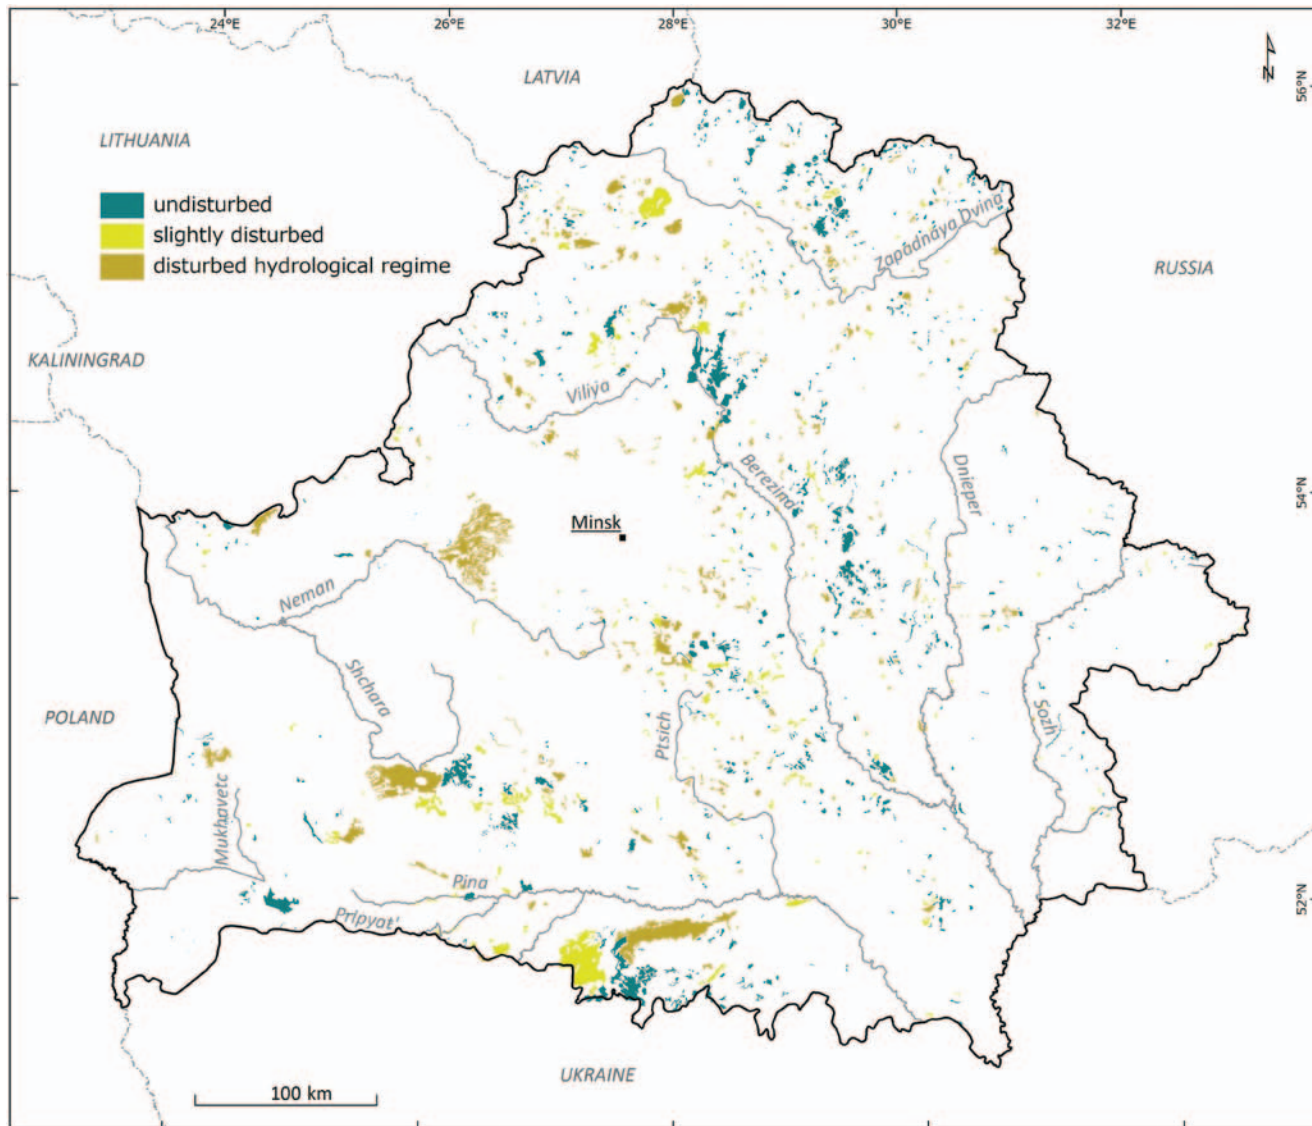 24°E 26°E 28°E 30°E 32°E
LATVIA
56°N
LITHUANIA
undisturbed
slightly disturbed
disturbed hydrological regime
Zapadnaya Dvina
RUSSIA
KALININGRAD
Viliya
Berezina
Dnieper
54°N
Minsk
Neman
Shchara
POLAND
Ptsich
Sozh
Mukhavetc
Pina
52°N
Pripyat'
UKRAINE
100 km
N